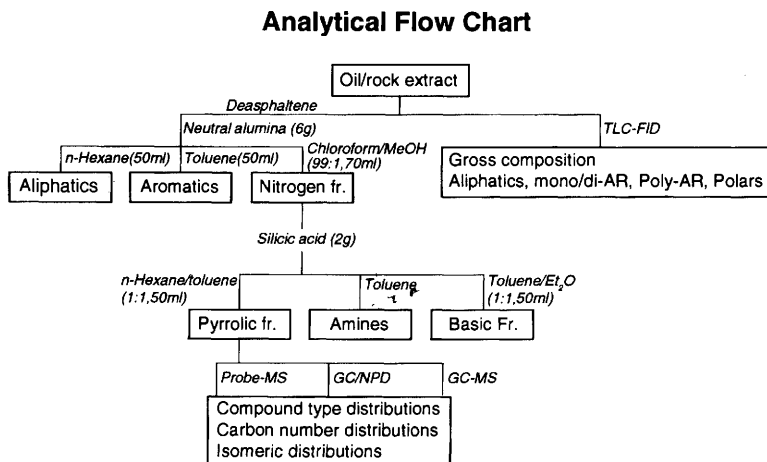 Analytical Flow Chart
Oil/rock extract
Deasphaltene
Neutral alumina (6g)
TLC-FID
n-Hexane(50ml)
Toluene(50ml)
Chloroform/MeOH
(99:1,70ml)
Aliphatics
Aromatics
Nitrogen fr.
Gross composition
Aliphatics, mono/di-AR, Poly-AR, Polars
Silicic acid (2g)
n-Hexane/toluene
(1:1,50ml)
Toluene
Toluene/Et₂O
(1:1,50ml)
Pyrrolic fr.
Amines
Basic Fr.
Probe-MS
GC/NPD
GC-MS
Compound type distributions
Carbon number distributions
Isomeric distributions